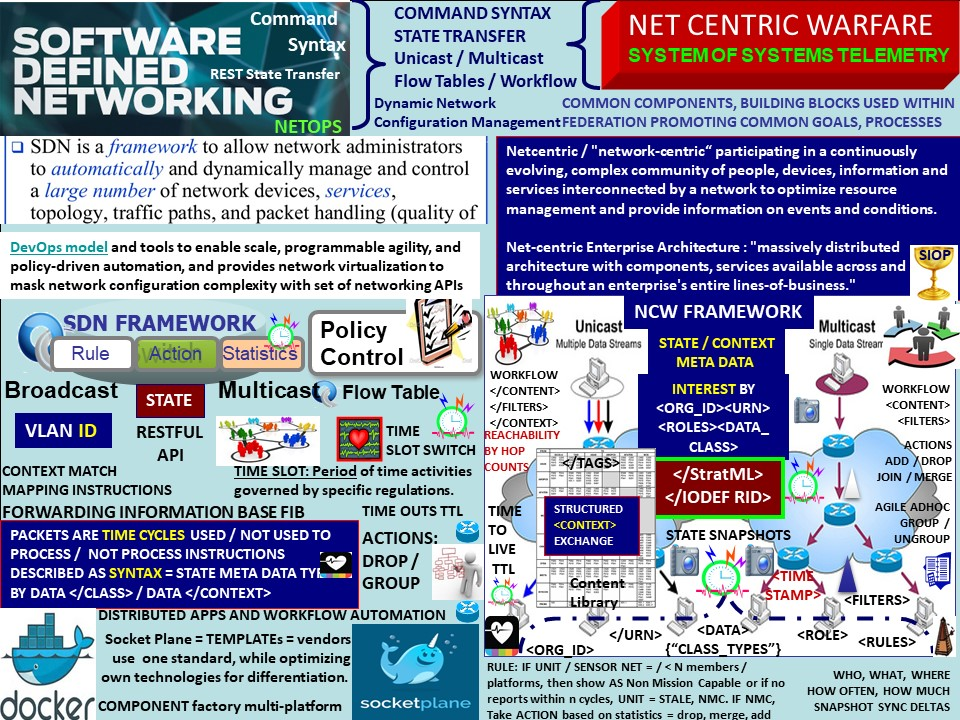 SOFTWARE
DEFINED
NETWORKING
Command
Syntax
REST State Transfer
NETOPS
COMMAND SYNTAX
STATE TRANSFER
Unicast / Multicast
Flow Tables / Workflow
Dynamic Network
Configuration Management
NET CENTRIC WARFARE
SYSTEM OF SYSTEMS TELEMETRY
COMMON COMPONENTS, BUILDING BLOCKS USED WITHIN
FEDERATION PROMOTING COMMON GOALS, PROCESSES
SDN is a framework to allow network administrators
to automatically and dynamically manage and control
a large number of network devices, services,
topology, traffic paths, and packet handling (quality of
DevOps model and tools to enable scale, programmable agility, and
policy-driven automation, and provides network virtualization to
mask network configuration complexity with set of networking APIs
Netcentric / "network-centric“ participating in a continuously
evolving, complex community of people, devices, information and
services interconnected by a network to optimize resource
management and provide information on events and conditions.
Net-centric Enterprise Architecture : "massively distributed
architecture with components, services available across and
throughout an enterprise's entire lines-of-business."
SIOP
SDN FRAMEWORK
Rule
Action
Statistics
Switch
Policy
Control
Broadcast
STATE
Multicast
Flow Table
VLAN ID
RESTFUL
API
TIME
SLOT SWITCH
CONTEXT MATCH
MAPPING INSTRUCTIONS
TIME SLOT: Period of time activities
governed by specific regulations.
FORWARDING INFORMATION BASE FIB
TIME OUTS TTL
PACKETS ARE TIME CYCLES USED / NOT USED TO
PROCESS / NOT PROCESS INSTRUCTIONS
DESCRIBED AS SYNTAX = STATE META DATA TYP
BY DATA </CLASS> / DATA </CONTEXT>
ACTIONS:
DROP /
GROUP
DISTRIBUTED APPS AND WORKFLOW AUTOMATION
Socket Plane = TEMPLATEs = vendors
use one standard, while optimizing
own technologies for differentiation.
COMPONENT factory multi-platform
docker
socketplane
NCW FRAMEWORK
Unicast
Multiple Data Streams
Multicast
Single Data Stream
STATE / CONTEXT
META DATA
INTEREST BY
<ORG_ID><URN>
<ROLES><DATA_
CLASS>
WORKFLOW
</CONTENT>
</FILTERS>
</CONTEXT>
REACHABILITY
BY HOP
COUNTS
WORKFLOW
<CONTENT>
<FILTERS>
</TAGS>
</StratML>
</IODEF RID>
ACTIONS
ADD / DROP
JOIN / MERGE
AGILE ADHOC
GROUP /
UNGROUP
STRUCTURED
<CONTEXT>
EXCHANGE
TIME
TO
LIVE
TTL
STATE SNAPSHOTS
Content
Library
<TIME
STAMP>
<FILTERS>
</URN>
<ORG_ID>
<DATA>
{“CLASS_TYPES”}
<ROLE>
<RULES>
RULE: IF UNIT / SENSOR NET = / < N members /
platforms, then show AS Non Mission Capable or if no
reports within n cycles, UNIT = STALE, NMC. IF NMC,
Take ACTION based on statistics = drop, merge, add
WHO, WHAT, WHERE
HOW OFTEN, HOW MUCH
SNAPSHOT SYNC DELTAS